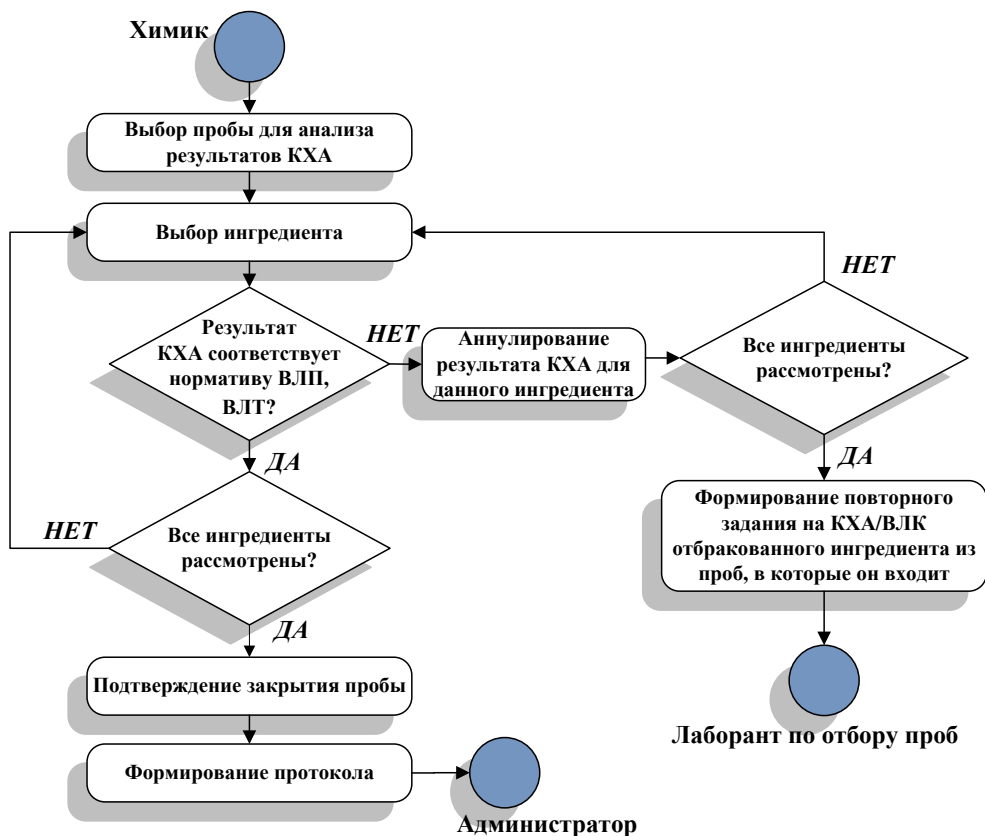 Химик
Выбор пробы для анализа
результатов КХА
Выбор ингредиента
НЕТ
Результат
КХА соответствует
нормативу ВЛП,
ВЛТ?
НЕТ
Аннулирование
результата КХА для
данного ингредиента
Все ингредиенты
рассмотрены?
ДА
ДА
НЕТ
Все ингредиенты
рассмотрены?
Формирование повторного
задания на КХА/ВЛК
отбракованного ингредиента из
проб, в которые он входит
ДА
Подтверждение закрытия пробы
Лаборант по отбору проб
Формирование протокола
Администратор